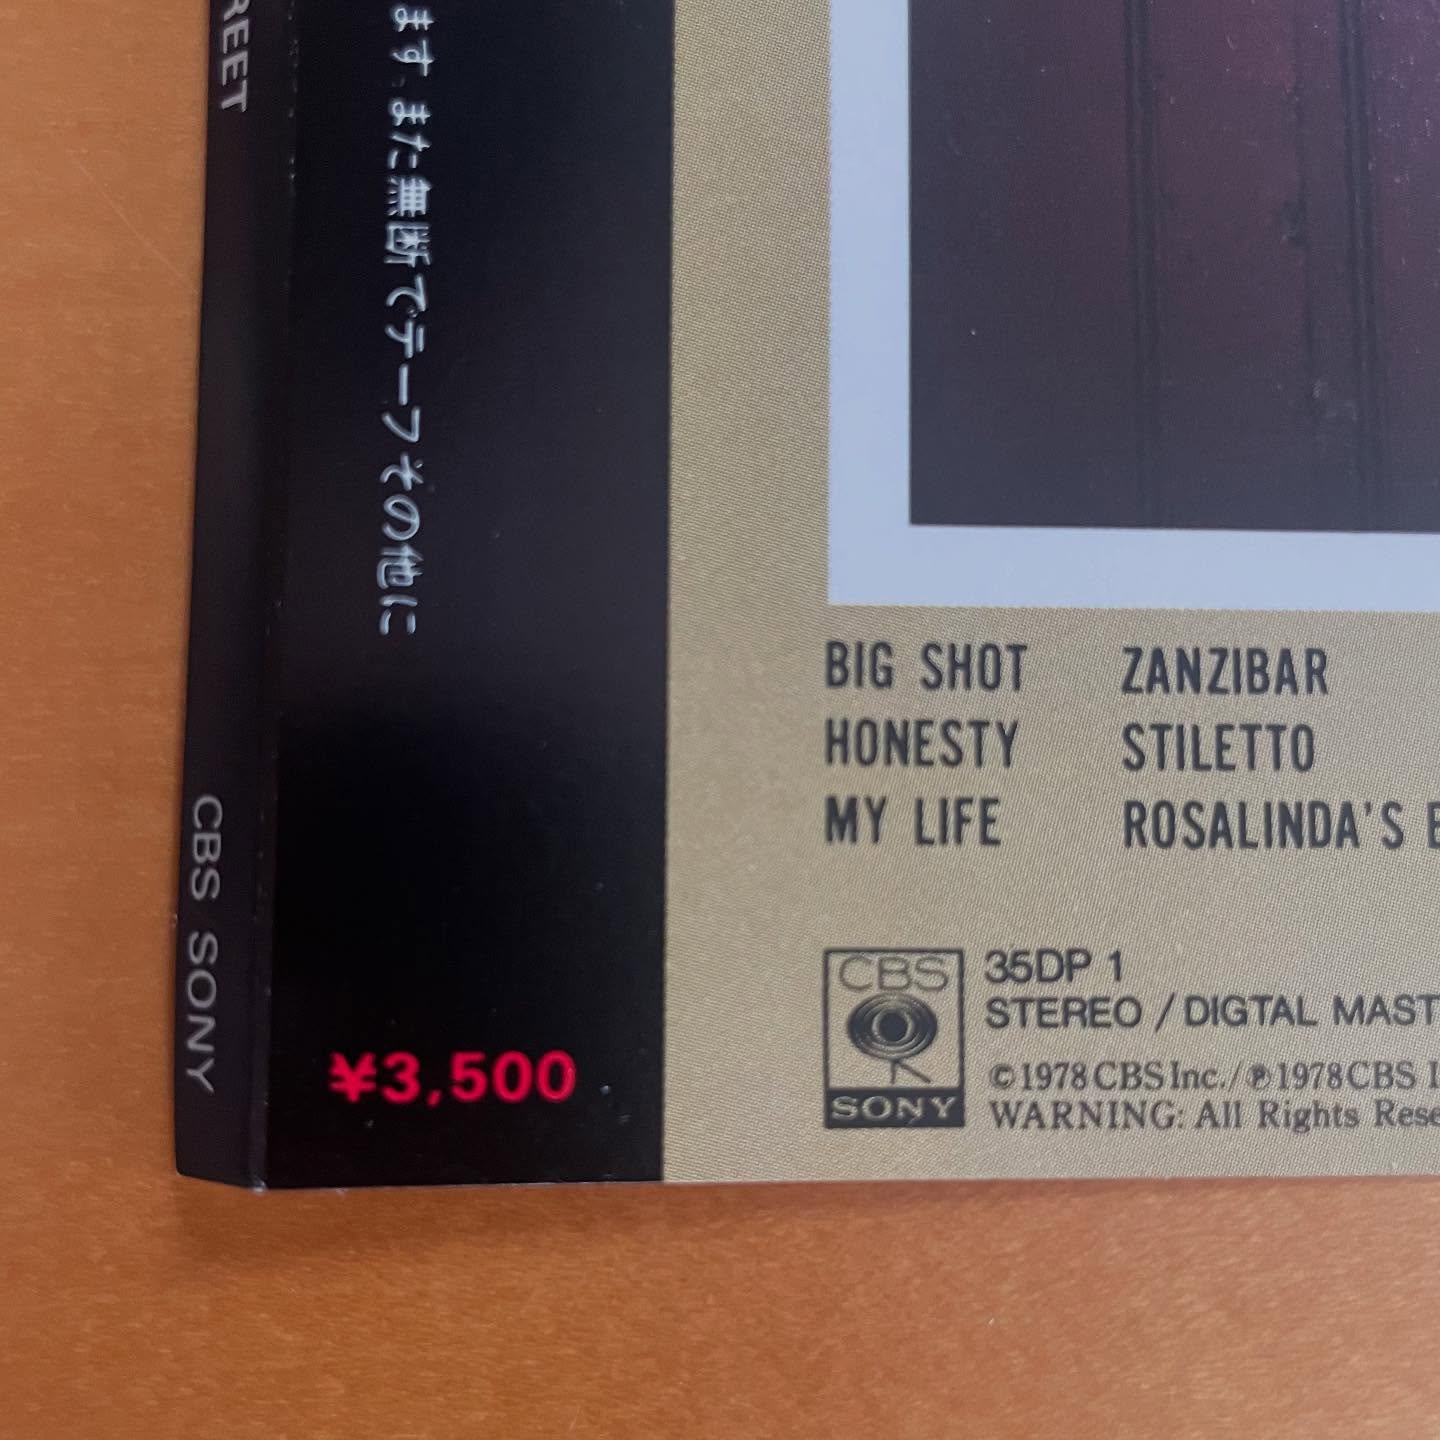 REET
CBS SONY
ます。また無断でテープその他に
¥3,500
BIG SHOT
HONESTY
MY LIFE
ZANZIBAR
STILETTO
ROSALINDA'S
CBS
SONY
35DP 1
STEREO / DIGTAL MAST
©1978 CBS Inc./℗1978 CBS I
WARNING: All Rights Rese